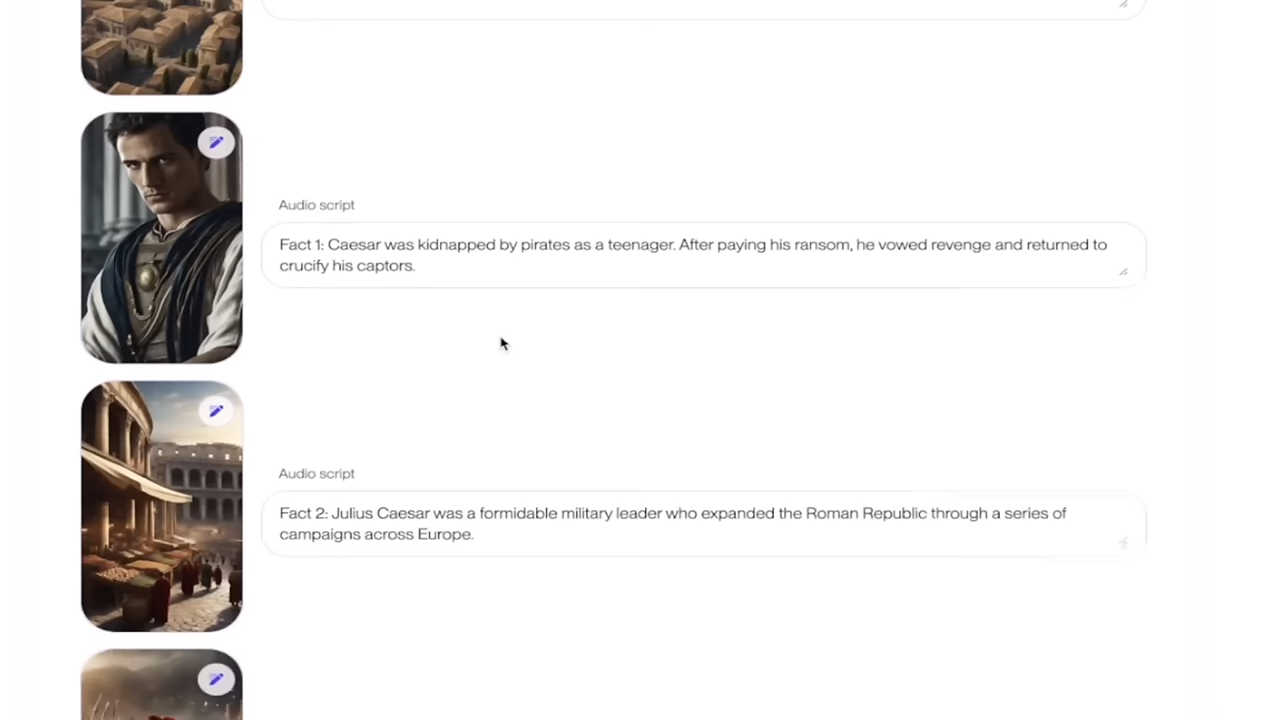 Audio script
Fact 1: Caesar was kidnapped by pirates as a teenager. After paying his ransom, he vowed revenge and returned to
crucify his captors.
Audio script
Fact 2: Julius Caesar was a formidable military leader who expanded the Roman Republic through a series of
campaigns across Europe.